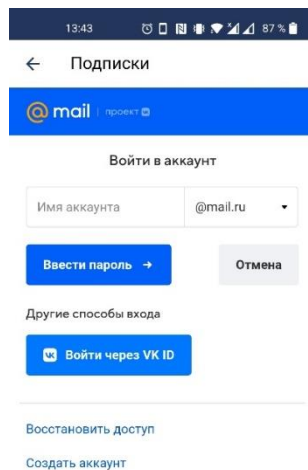 13:43 87 %
Подписки
@mail | проект
Войти в аккаунт
Имя аккаунта @mail.ru
Ввести пароль → Отмена
Другие способы входа
Войти через VK ID
Восстановить доступ
Создать аккаунт